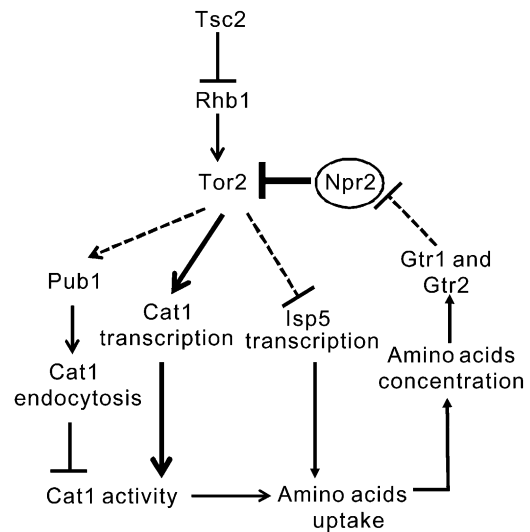 Tsc2
Rhb1
Tor2
Npr2
Gtr1 and
Gtr2
Pub1
Cat1
transcription
Isp5
transcription
Amino acids
concentration
Cat1
endocytosis
Cat1 activity
Amino acids
uptake